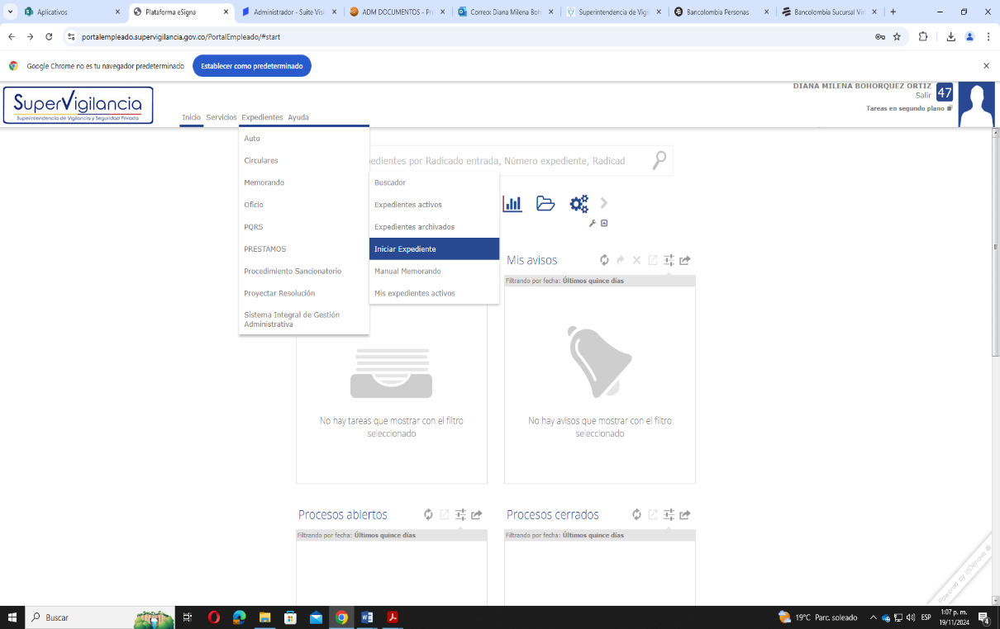 Aplicativos
Plataforma eSigna
Administrador - Suite Vis
ADM DOCUMENTOS - Pr
Correo: Diana Milena Boh
Superintendencia de Vigi
Bancolombia Personas
Bancolombia Sucursal Vir
portalempleado.supervigilancia.gov.co/PortalEmpleado/#start
Google Chrome no es tu navegador predeterminado
Establecer como predeterminado
SuperVigilancia
Superintendencia de Vigilancia y Seguridad Privada
DIANA MILENA BOHORQUEZ ORTIZ
Salir
47
Tareas en segundo plano
Inicio Servicios Expedientes Ayuda
Auto
Circulares
Memorando
Oficio
PQRS
PRESTAMOS
Procedimiento Sancionatorio
Proyectar Resolución
Sistema Integral de Gestión
Administrativa
edientes por Radicado entrada, Número expediente, Radicad
Buscador
Expedientes activos
Expedientes archivados
Iniciar Expediente
Manual Memorando
Mis expedientes activos
Mis avisos
Filtrando por fecha: Últimos quince días
No hay tareas que mostrar con el filtro
seleccionado
No hay avisos que mostrar con el filtro
seleccionado
Procesos abiertos
Filtrando por fecha: Últimos quince días
Procesos cerrados
Filtrando por fecha: Últimos quince días
Powered by InDenova ©
Buscar
19°C Parc. soleado
ESP
1:07 p. m.
19/11/2024
4